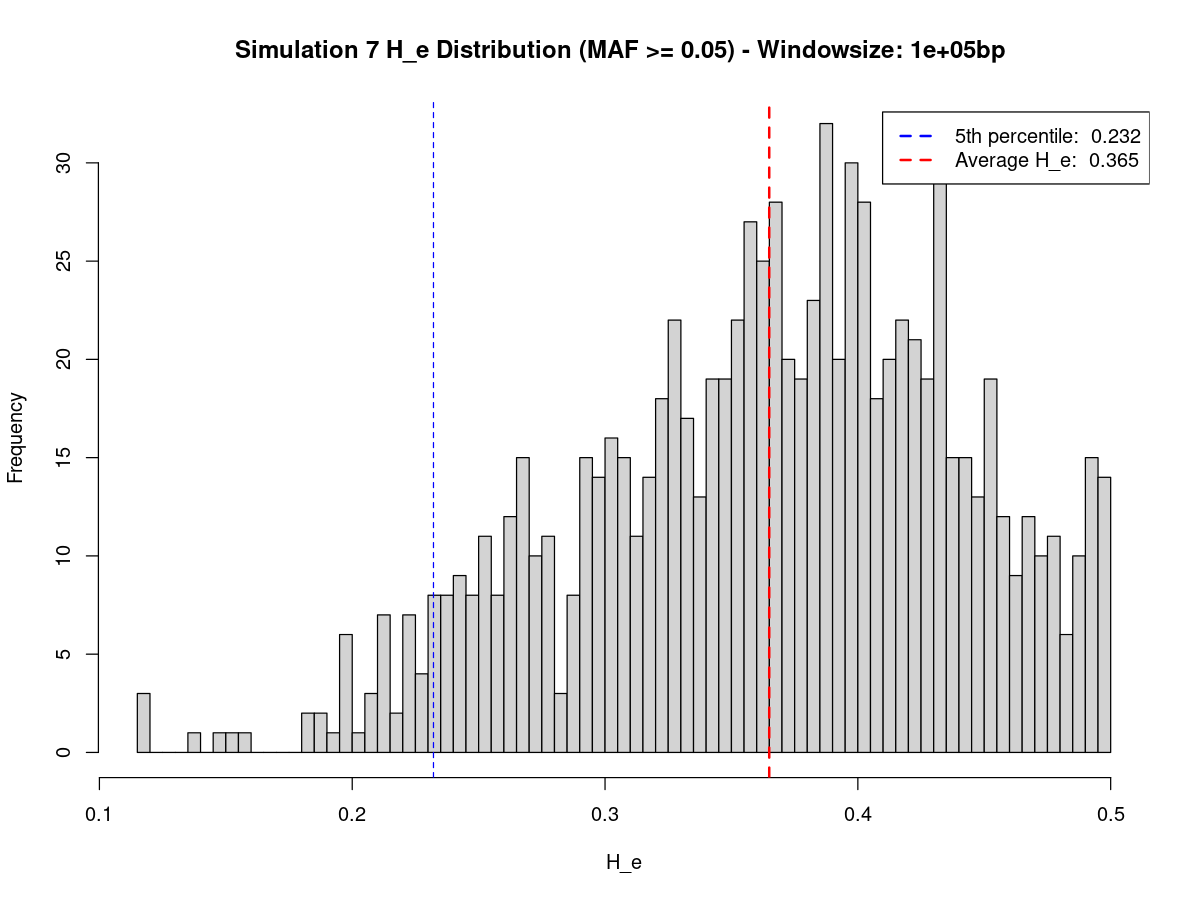 Simulation 7 H_e Distribution (MAF >= 0.05) - Windowsize: 1e+05bp
5th percentile: 0.232
Average H_e: 0.365
Frequency
30
25
20
15
10
5
0
0.1 0.2 0.3 0.4 0.5
H_e